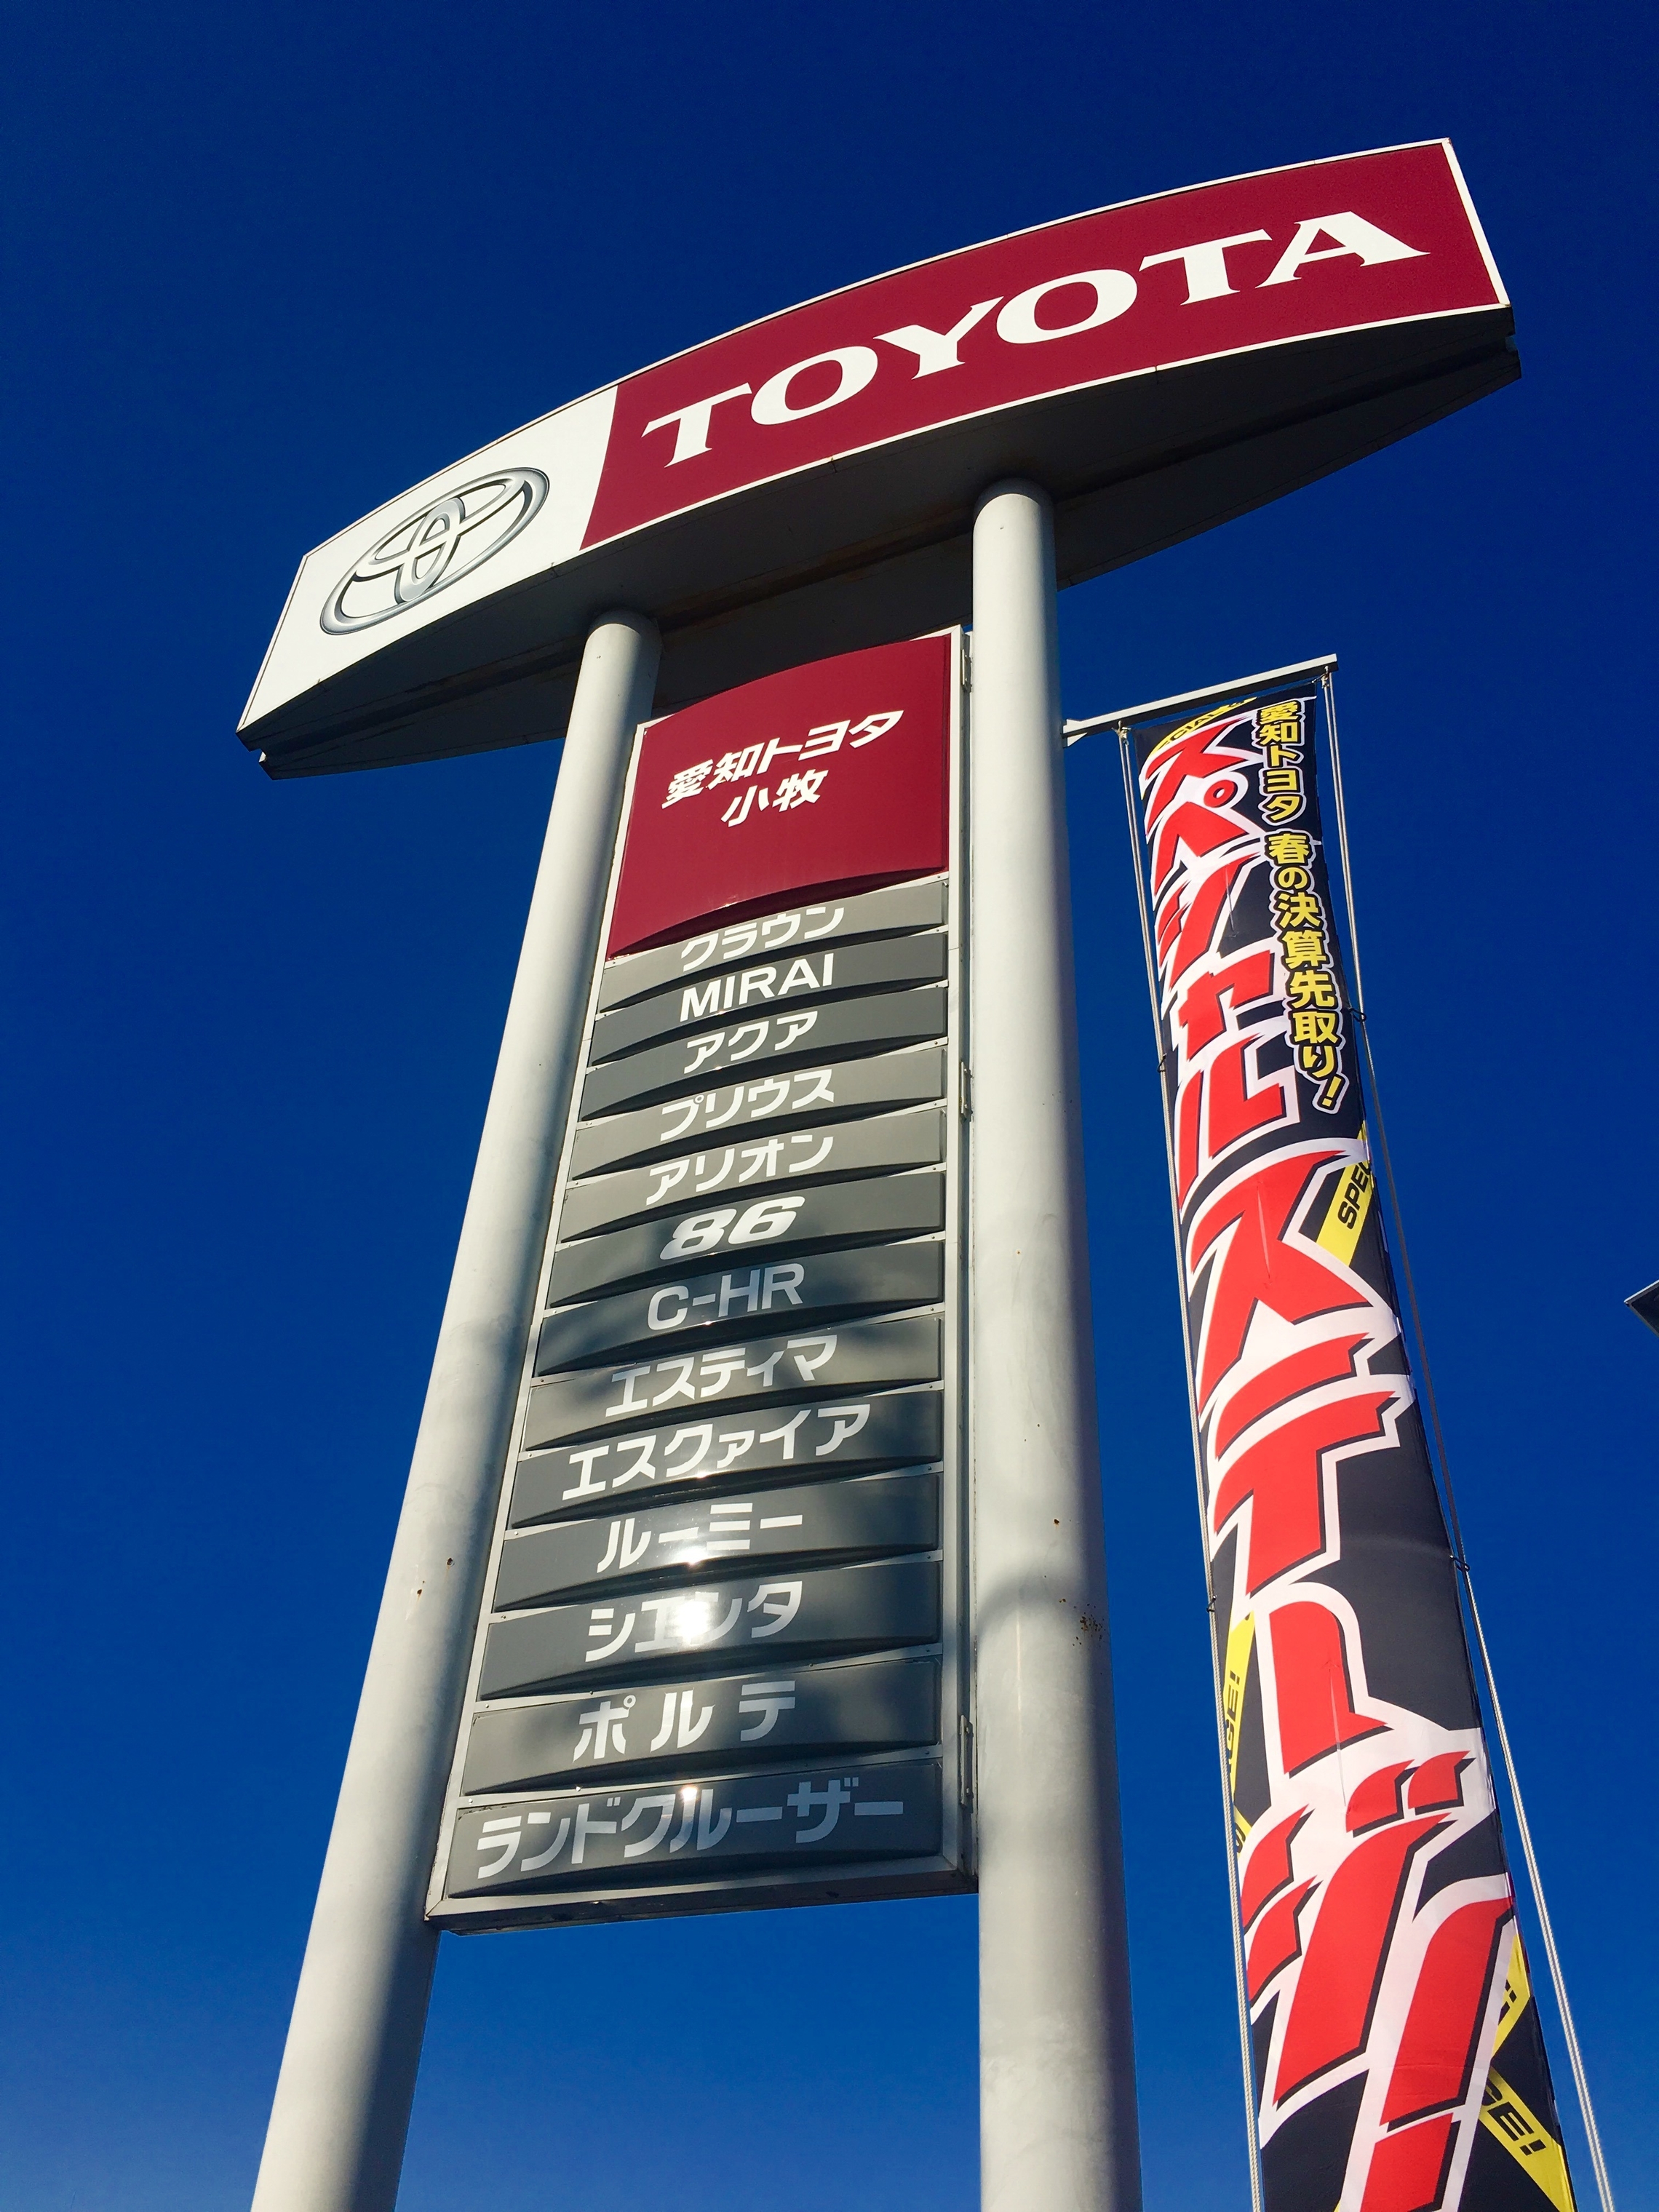 TOYOTA
愛知トヨタ
小牧
クラウン
MIRAI
アクア
プリウス
アリオン
86
C-HR
エスティマ
エスクァイア
ルーミー
シエンタ
ポルテ
ランドクルーザー
愛知トヨタ 春の決算先取り!
スペシャルステージ!